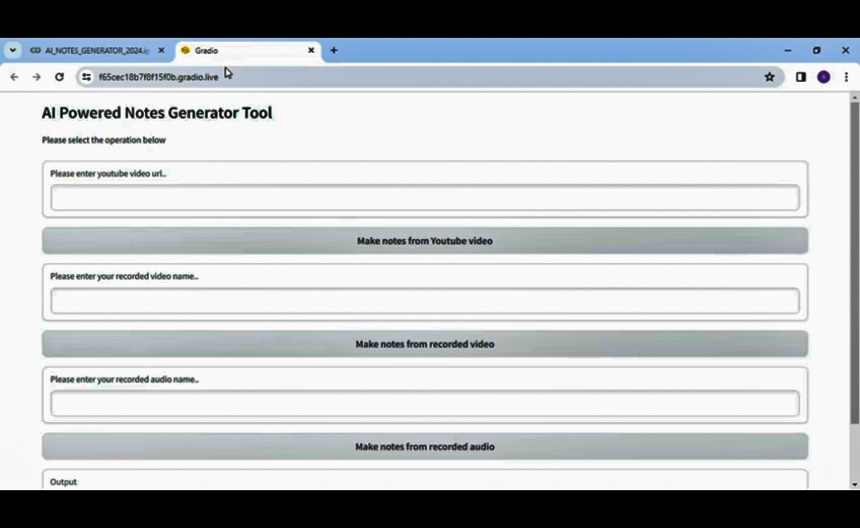 AI_NOTES_GENERATOR_2024.ip
Gradio
f65cec18b7f8f15f0b.gradio.live
AI Powered Notes Generator Tool
Please select the operation below
Please enter youtube video url..
Make notes from Youtube video
Please enter your recorded video name..
Make notes from recorded video
Please enter your recorded audio name..
Make notes from recorded audio
Output